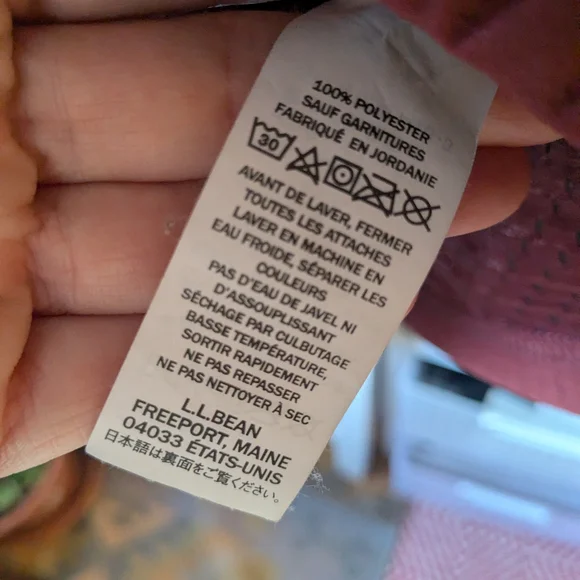 100% POLYESTER
SAUF GARNITURES
FABRIQUÉ EN JORDANIE
30
AVANT DE LAVER, FERMER
TOUTES LES ATTACHES
LAVER EN MACHINE EN
EAU FROIDE, SÉPARER LES
COULEURS
PAS D'EAU DE JAVEL NI
D'ASSOUPLISSANT
SÉCHAGE PAR CULBUTAGE
BASSE TEMPÉRATURE,
SORTIR RAPIDEMENT
NE PAS REPASSER
NE PAS NETTOYER À SEC
L.L.BEAN
FREEPORT, MAINE
04033 ÉTATS-UNIS
日本語は裏面をご覧ください。